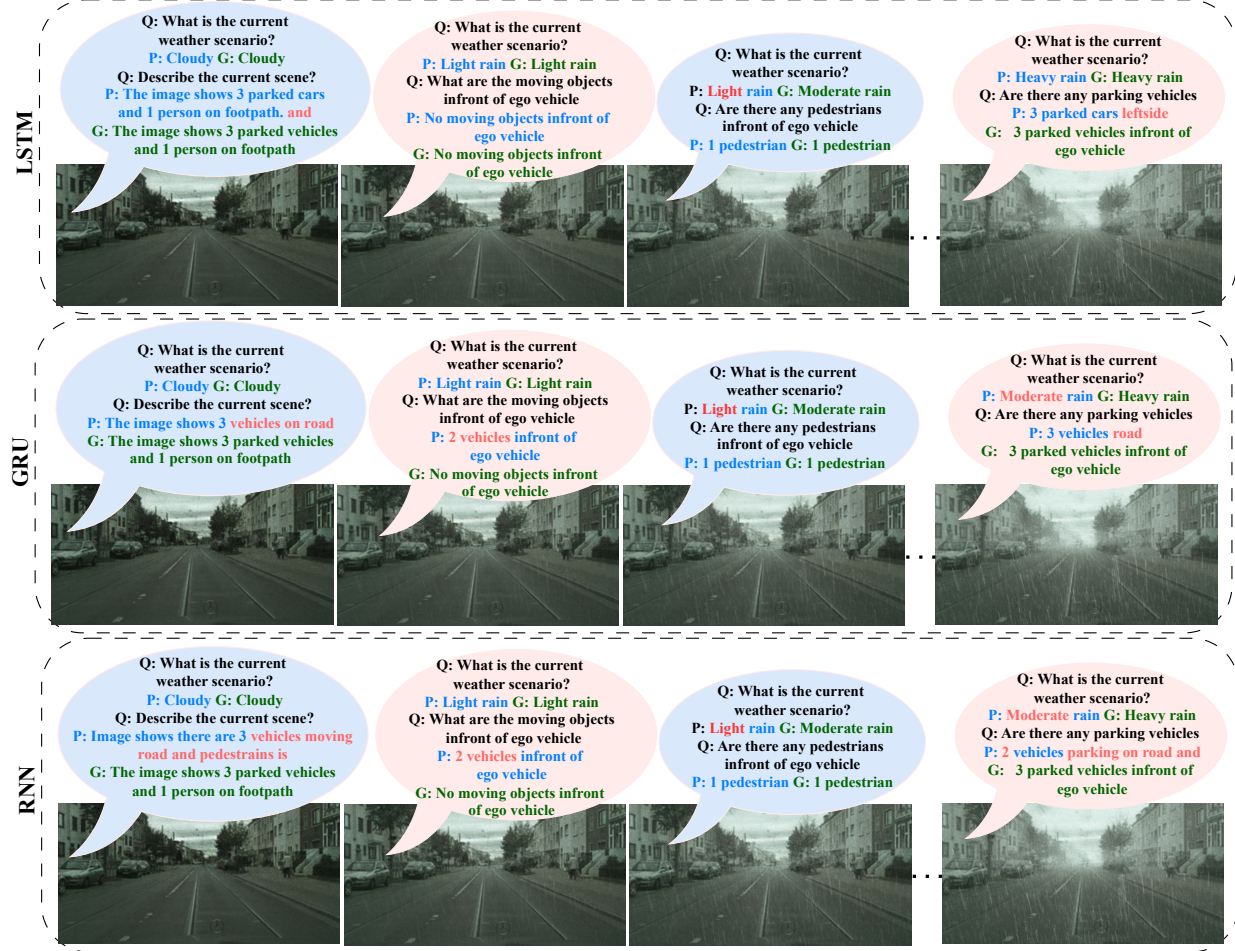 LSTM
Q: What is the current
weather scenario?
P: Cloudy G: Cloudy
Q: Describe the current scene?
P: The image shows 3 parked cars
and 1 person on footpath. and
G: The image shows 3 parked vehicles
and 1 person on footpath
Q: What is the current
weather scenario?
P: Light rain G: Light rain
Q: What are the moving objects
infront of ego vehicle
P: No moving objects infront of
ego vehicle
G: No moving objects infront
of ego vehicle
Q: What is the current
weather scenario?
P: Light rain G: Moderate rain
Q: Are there any pedestrians
infront of ego vehicle
P: 1 pedestrian G: 1 pedestrian
...
Q: What is the current
weather scenario?
P: Heavy rain G: Heavy rain
Q: Are there any parking vehicles
P: 3 parked cars leftside
G: 3 parked vehicles infront of
ego vehicle
GRU
Q: What is the current
weather scenario?
P: Cloudy G: Cloudy
Q: Describe the current scene?
P: The image shows 3 vehicles on road
G: The image shows 3 parked vehicles
and 1 person on footpath
Q: What is the current
weather scenario?
P: Light rain G: Light rain
Q: What are the moving objects
infront of ego vehicle
P: 2 vehicles infront of
ego vehicle
G: No moving objects infront
of ego vehicle
Q: What is the current
weather scenario?
P: Light rain G: Moderate rain
Q: Are there any pedestrians
infront of ego vehicle
P: 1 pedestrian G: 1 pedestrian
...
Q: What is the current
weather scenario?
P: Moderate rain G: Heavy rain
Q: Are there any parking vehicles
P: 3 vehicles road
G: 3 parked vehicles infront of
ego vehicle
RNN
Q: What is the current
weather scenario?
P: Cloudy G: Cloudy
Q: Describe the current scene?
P: Image shows there are 3 vehicles moving
road and pedestrains is
G: The image shows 3 parked vehicles
and 1 person on footpath
Q: What is the current
weather scenario?
P: Light rain G: Light rain
Q: What are the moving objects
infront of ego vehicle
P: 2 vehicles infront of
ego vehicle
G: No moving objects infront
of ego vehicle
Q: What is the current
weather scenario?
P: Light rain G: Moderate rain
Q: Are there any pedestrians
infront of ego vehicle
P: 1 pedestrian G: 1 pedestrian
...
Q: What is the current
weather scenario?
P: Moderate rain G: Heavy rain
Q: Are there any parking vehicles
P: 2 vehicles parking on road and
G: 3 parked vehicles infront of
ego vehicle